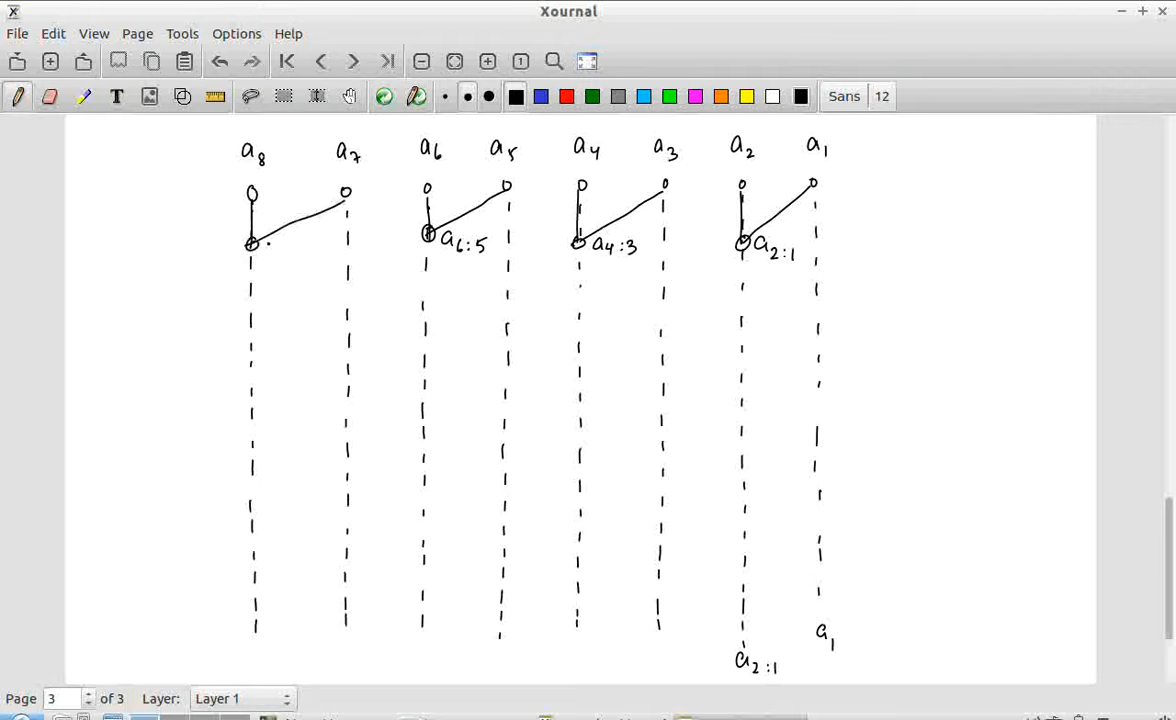 Xournal
File Edit View Page Tools Options Help
Sans 12
a8 a7 a6 a5 a4 a3 a2 a1
a6:5 a4:3 a2:1
a1
a2:1
Page 3 of 3 Layer: Layer 1